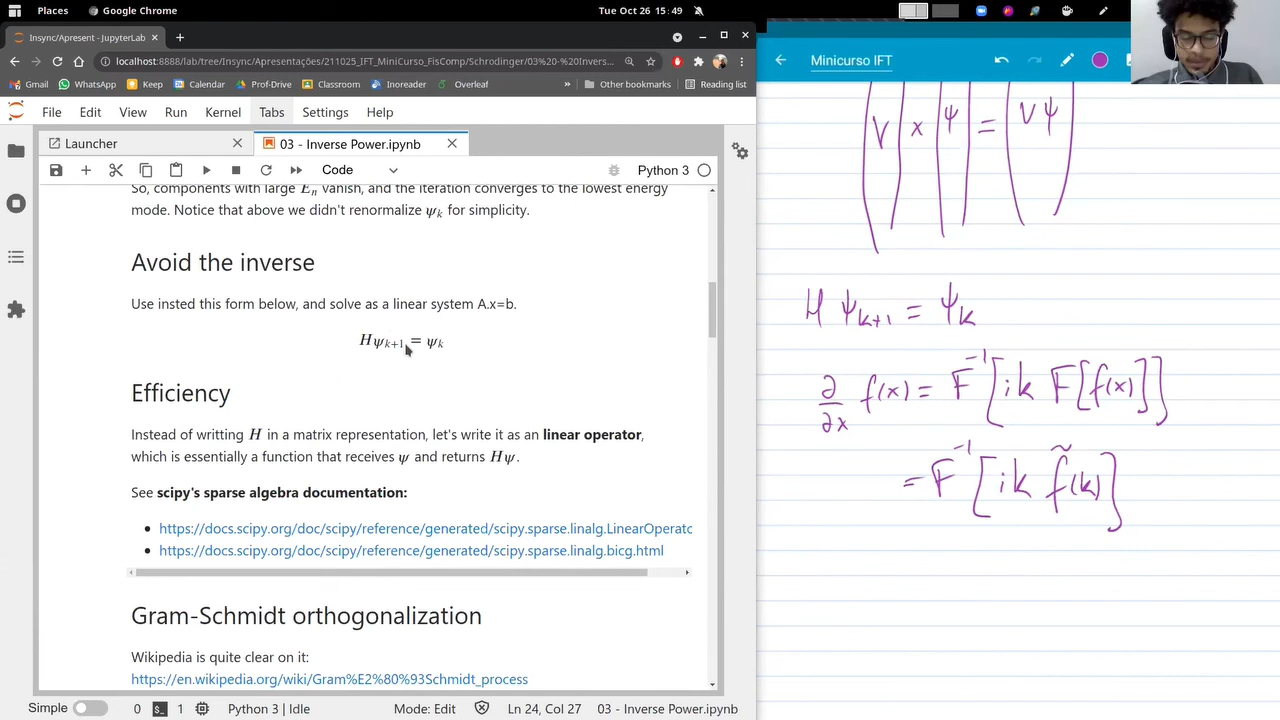 Places
Google Chrome
Tue Oct 26 15:49
Insync/Apresent - JupyterLab
localhost:8888/lab/tree/Insync/Apresentações/211025_IFT_MiniCurso_FisComp/Schrodinger/03%20-%20Invers...
Gmail WhatsApp Keep Calendar Prof-Drive Classroom Inoreader Overleaf » Other bookmarks Reading list
File Edit View Run Kernel Tabs Settings Help
Launcher
03 - Inverse Power.ipynb
Code
Python 3
So, components with large Eₙ vanish, and the iteration converges to the lowest energy
mode. Notice that above we didn't renormalize ψₖ for simplicity.
Avoid the inverse
Use insted this form below, and solve as a linear system A.x=b.
Hψₖ₊₁ = ψₖ
Efficiency
Instead of writting H in a matrix representation, let's write it as an linear operator,
which is essentially a function that receives ψ and returns Hψ.
See scipy's sparse algebra documentation:
https://docs.scipy.org/doc/scipy/reference/generated/scipy.sparse.linalg.LinearOperatc
https://docs.scipy.org/doc/scipy/reference/generated/scipy.sparse.linalg.bicg.html
Gram-Schmidt orthogonalization
Wikipedia is quite clear on it:
https://en.wikipedia.org/wiki/Gram%E2%80%93Schmidt_process
Simple 0 1 Python 3 | Idle Mode: Edit Ln 24, Col 27 03 - Inverse Power.ipynb
Minicurso IFT
(V) × (ψ) = (Vψ)
H ψₖ₊₁ = ψₖ
∂/∂x f(x) = F⁻¹[ik F[f(x)]]
= F⁻¹[ik f̃(k)]